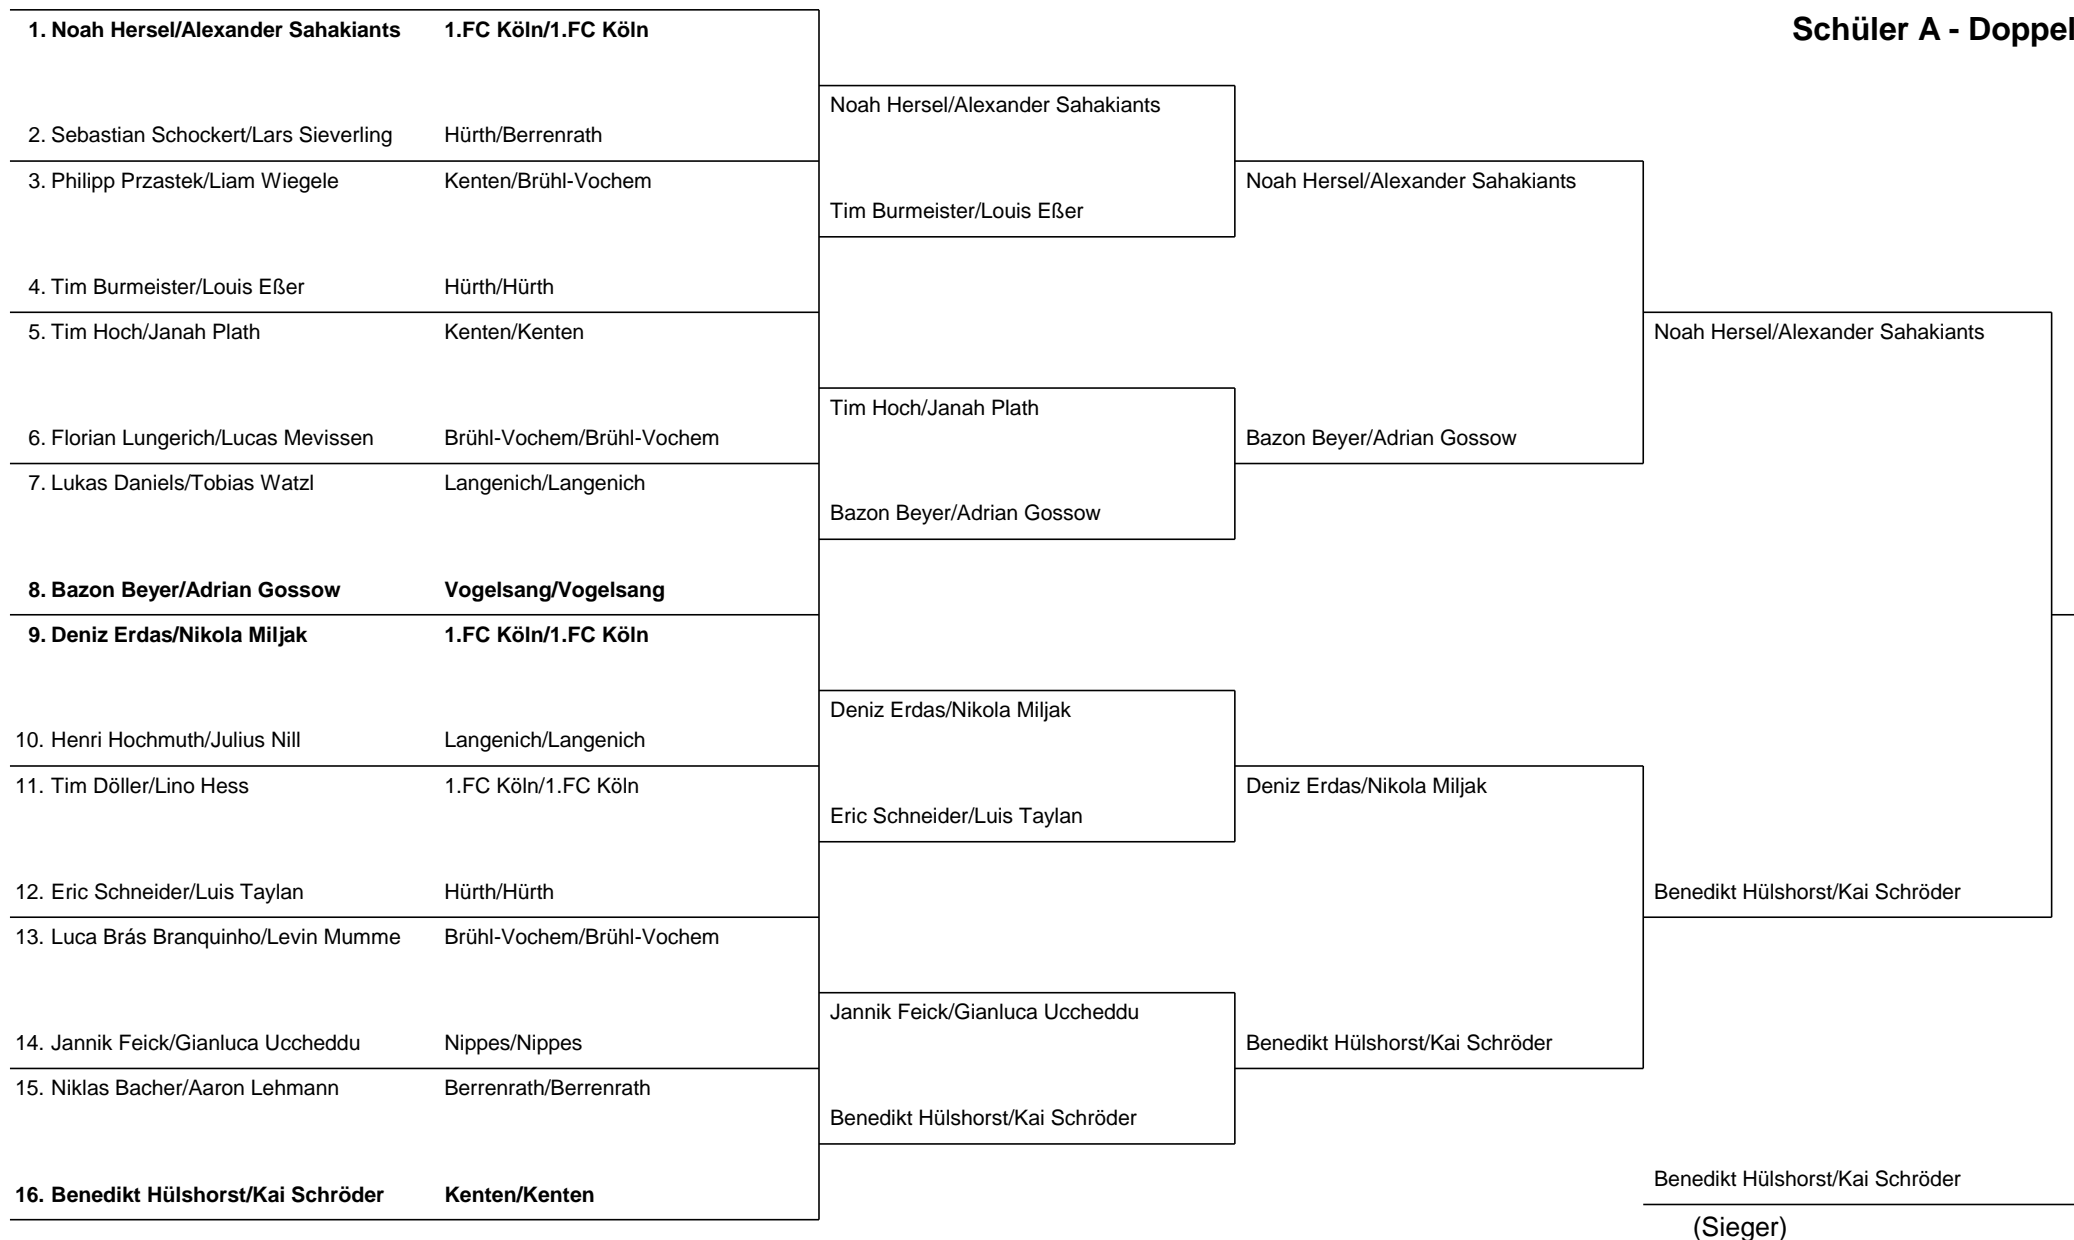 1. Noah Hersel/Alexander Sahakiants 1.FC Köln/1.FC Köln
Schüler A - Doppel
Noah Hersel/Alexander Sahakiants
2. Sebastian Schockert/Lars Sieverling Hürth/Berrenrath
3. Philipp Przastek/Liam Wiegele Kenten/Brühl-Vochem
Noah Hersel/Alexander Sahakiants
Tim Burmeister/Louis Eßer
4. Tim Burmeister/Louis Eßer Hürth/Hürth
5. Tim Hoch/Janah Plath Kenten/Kenten
Noah Hersel/Alexander Sahakiants
Tim Hoch/Janah Plath
6. Florian Lungerich/Lucas Mevissen Brühl-Vochem/Brühl-Vochem
Bazon Beyer/Adrian Gossow
7. Lukas Daniels/Tobias Watzl Langenich/Langenich
Bazon Beyer/Adrian Gossow
8. Bazon Beyer/Adrian Gossow Vogelsang/Vogelsang
9. Deniz Erdas/Nikola Miljak 1.FC Köln/1.FC Köln
Deniz Erdas/Nikola Miljak
10. Henri Hochmuth/Julius Nill Langenich/Langenich
11. Tim Döller/Lino Hess 1.FC Köln/1.FC Köln
Deniz Erdas/Nikola Miljak
Eric Schneider/Luis Taylan
12. Eric Schneider/Luis Taylan Hürth/Hürth
Benedikt Hülshorst/Kai Schröder
13. Luca Brás Branquinho/Levin Mumme Brühl-Vochem/Brühl-Vochem
Jannik Feick/Gianluca Uccheddu
14. Jannik Feick/Gianluca Uccheddu Nippes/Nippes
Benedikt Hülshorst/Kai Schröder
15. Niklas Bacher/Aaron Lehmann Berrenrath/Berrenrath
Benedikt Hülshorst/Kai Schröder
Benedikt Hülshorst/Kai Schröder
16. Benedikt Hülshorst/Kai Schröder Kenten/Kenten
(Sieger)